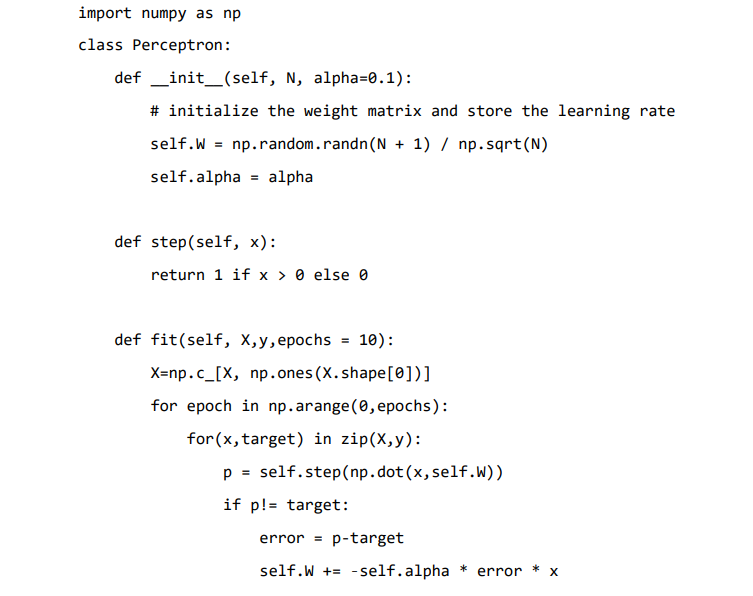 import numpy as np
class Perceptron:
    def __init__(self, N, alpha=0.1):
        # initialize the weight matrix and store the learning rate
        self.W = np.random.randn(N + 1) / np.sqrt(N)
        self.alpha = alpha

    def step(self, x):
        return 1 if x > 0 else 0

    def fit(self, X,y,epochs = 10):
        X=np.c_[X, np.ones(X.shape[0])]
        for epoch in np.arange(0,epochs):
            for(x,target) in zip(X,y):
                p = self.step(np.dot(x,self.W))
                if p!= target:
                    error = p-target
                    self.W += -self.alpha * error * x